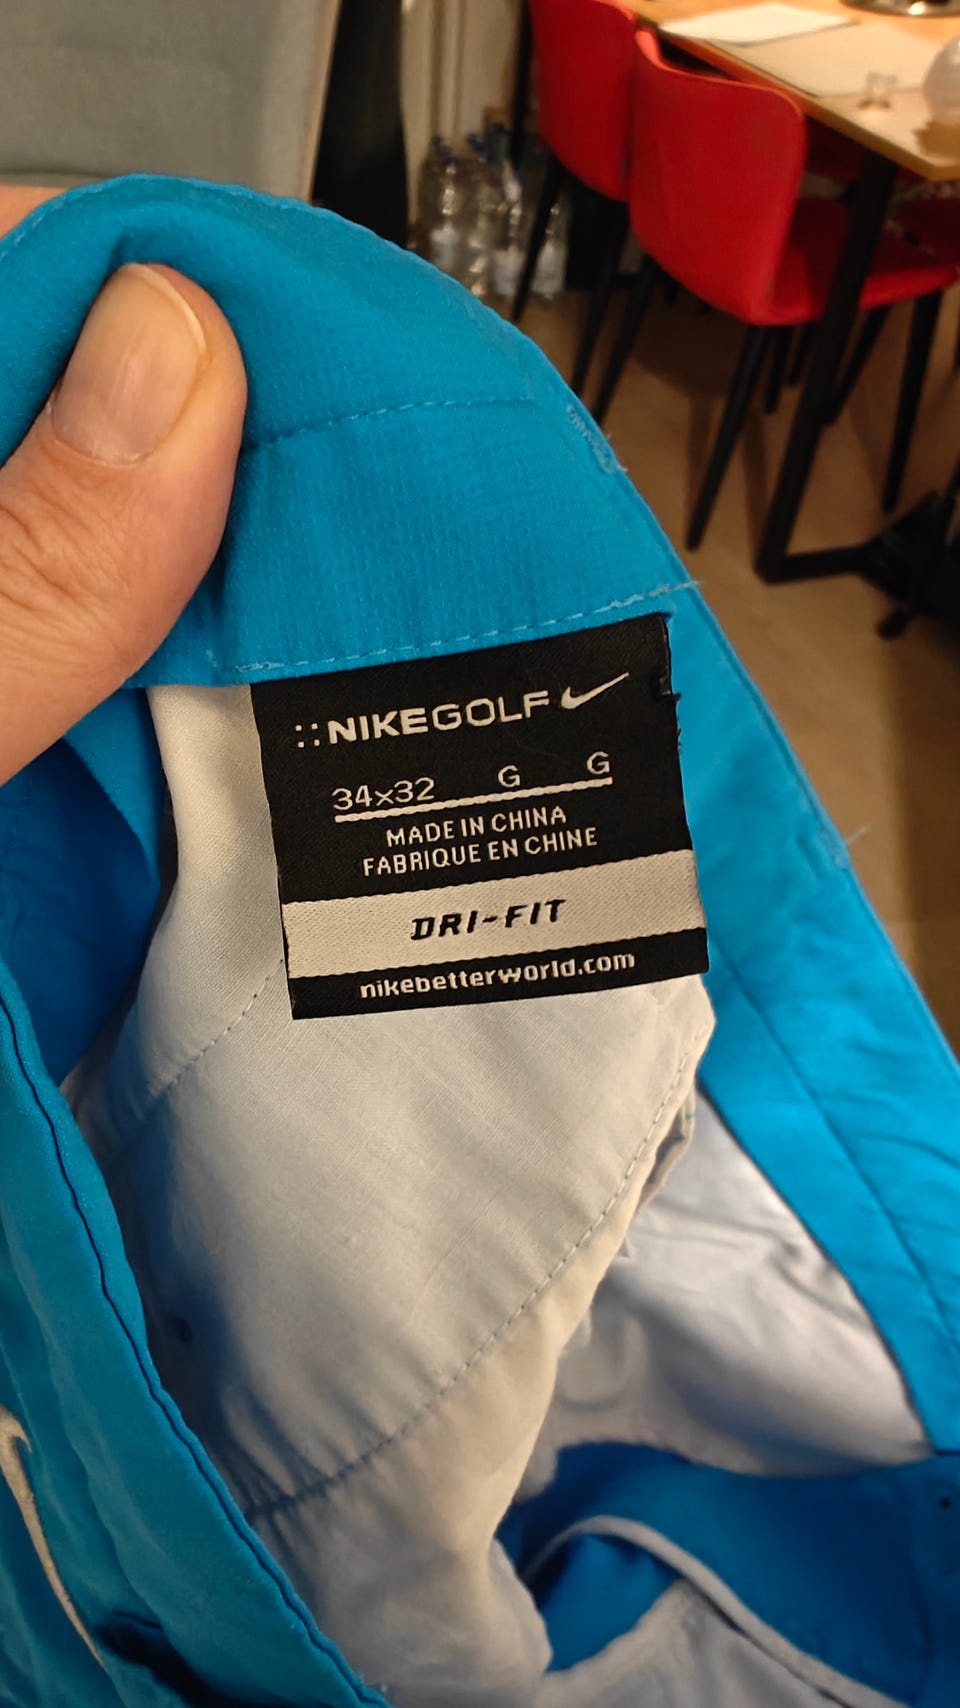 ::NIKEGOLF
34x32 G G
MADE IN CHINA
FABRIQUE EN CHINE
DRI-FIT
nikebetterworld.com